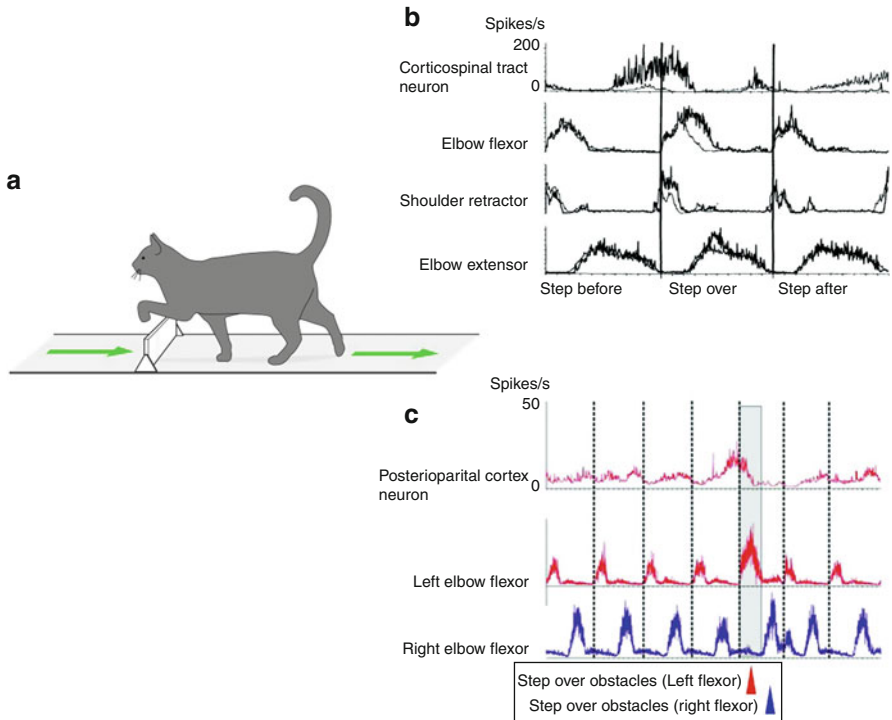 a
b
Spikes/s
200
Corticospinal tract
neuron
0
Elbow flexor
Shoulder retractor
Elbow extensor
Step before
Step over
Step after
c
Spikes/s
50
Posterioparital cortex
neuron
0
Left elbow flexor
Right elbow flexor
Step over obstacles (Left flexor)
Step over obstacles (right flexor)